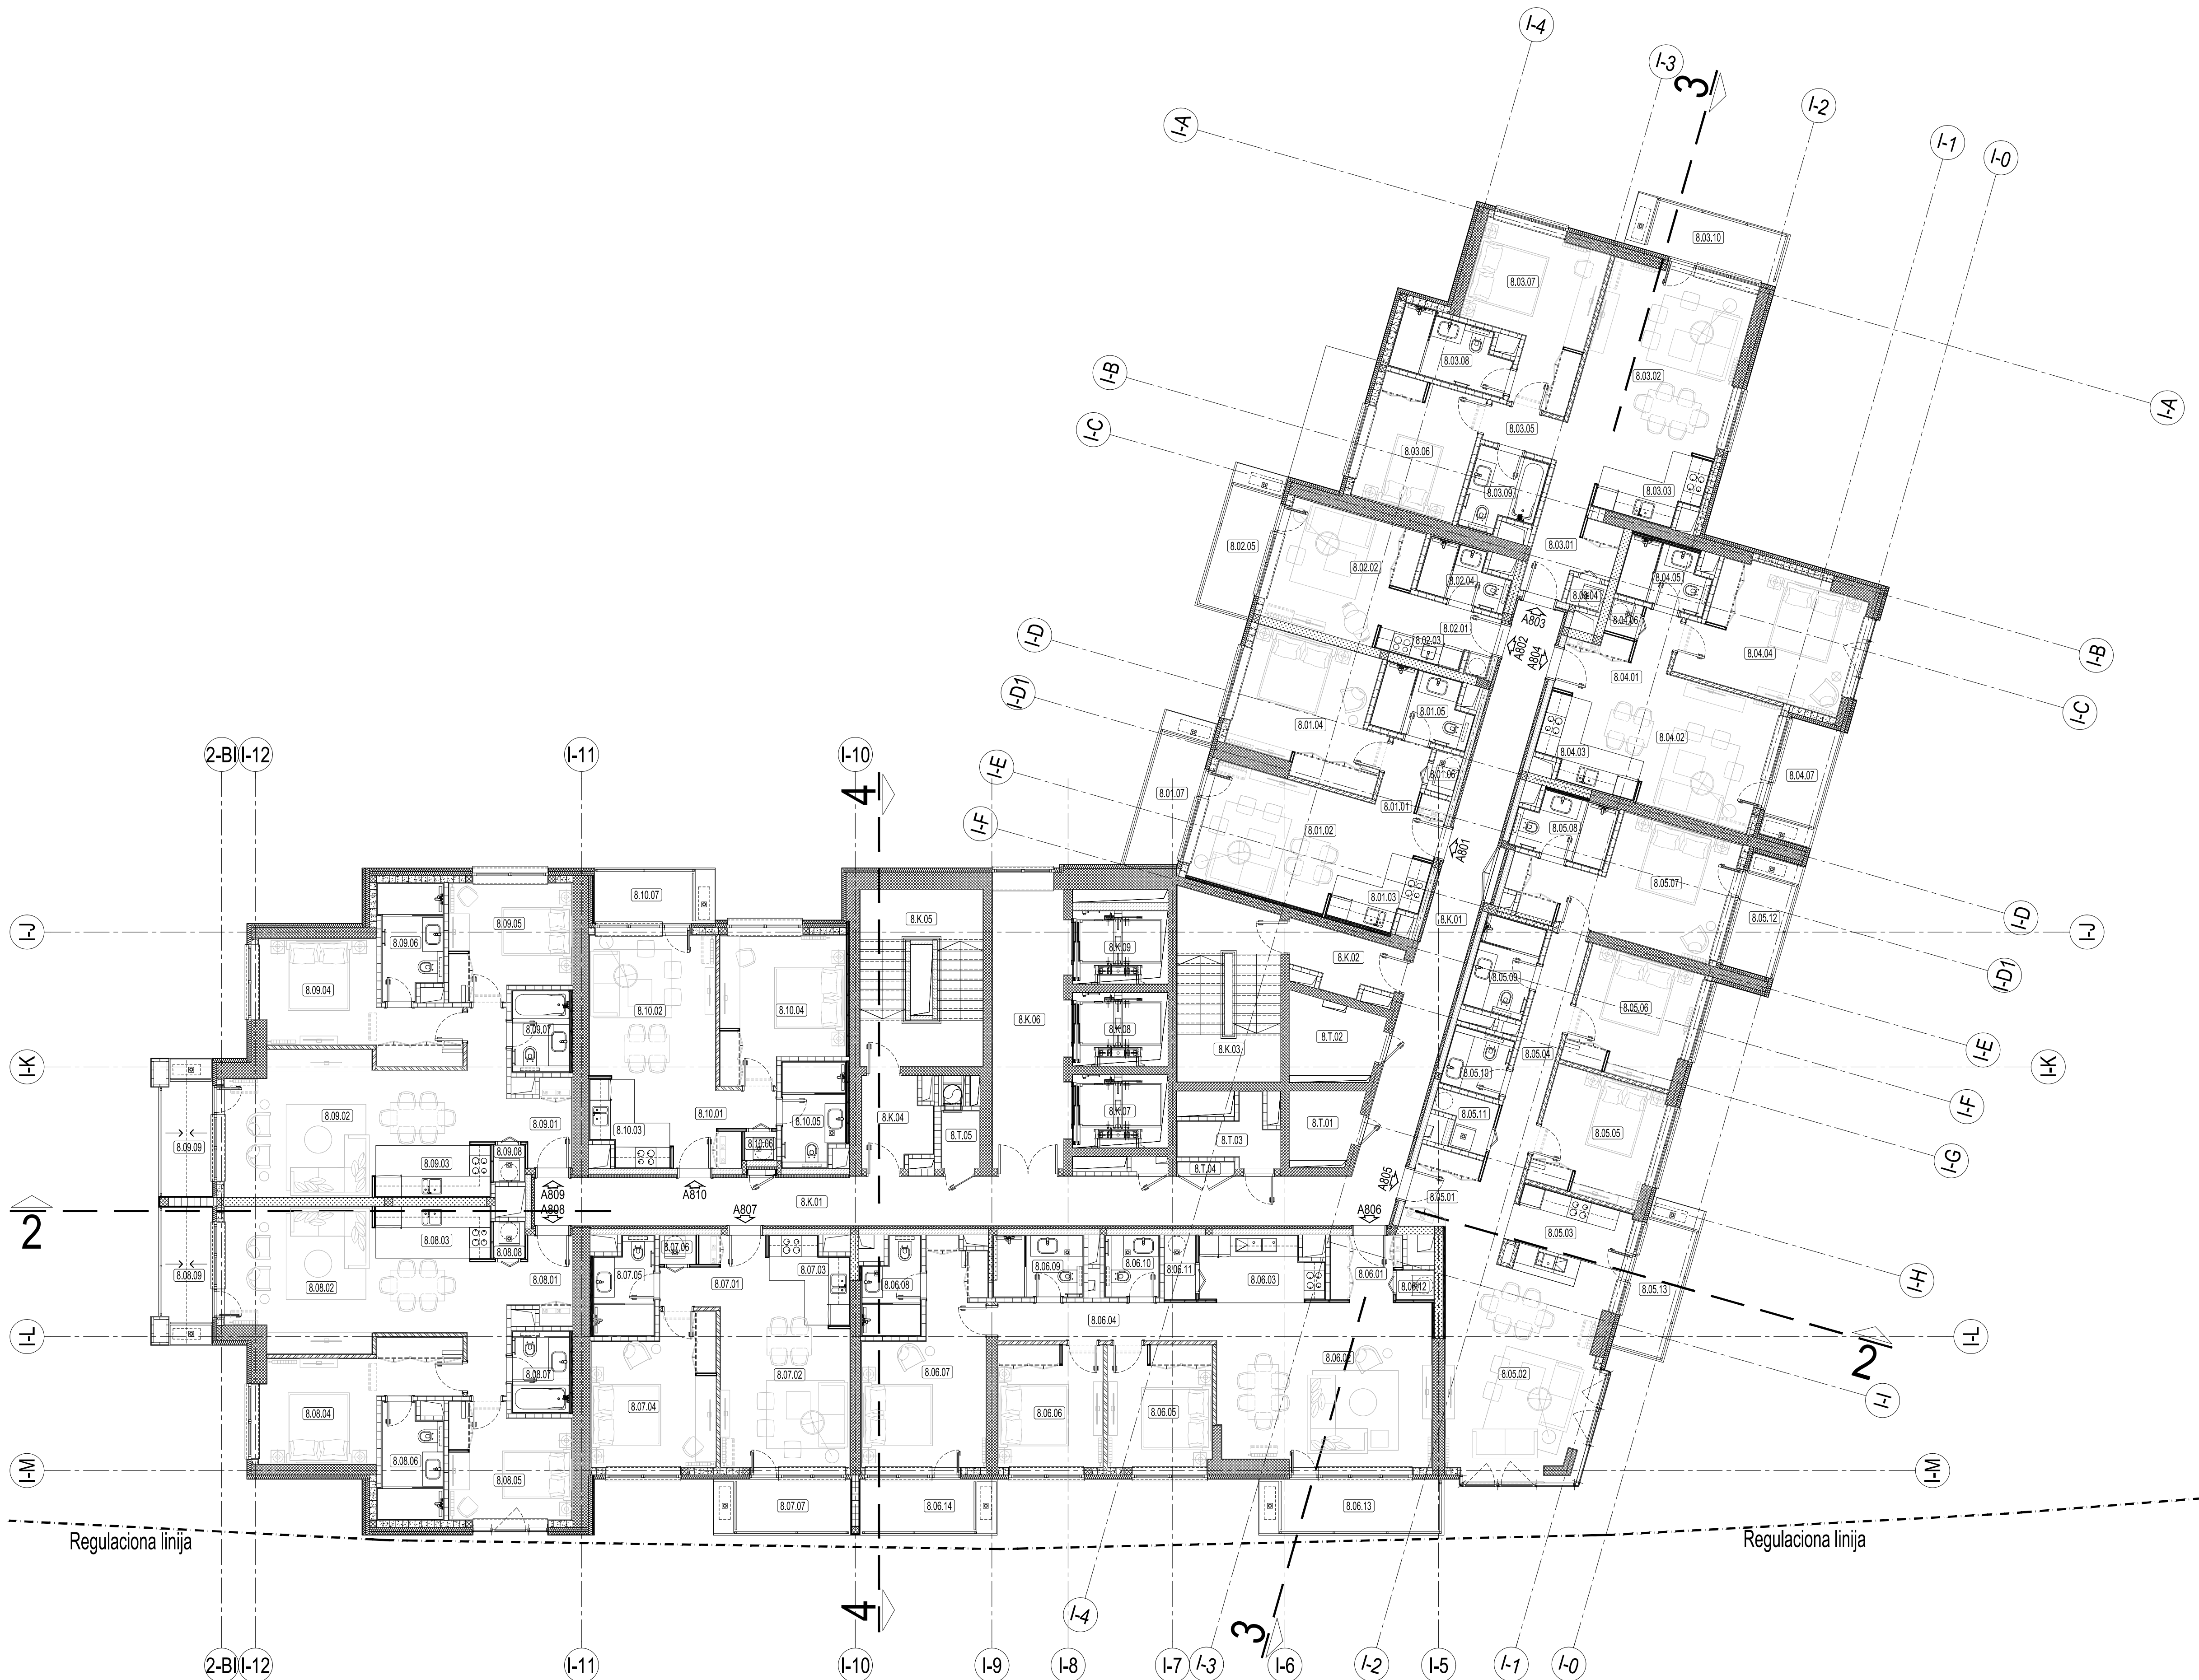 I-4
I-3
3
I-2
I-A
I-1
I-0
8.03.10
8.03.07
8.03.08
8.03.02
I-B
I-A
I-C
8.03.05
8.03.06
8.03.09
8.03.03
8.02.05
8.03.01
8.02.02
8.02.04
8.04.05
8.03.04
8.04.06
A803
8.02.01
8.02.03
A802
A804
I-D
8.04.04
I-B
8.04.01
I-D1
8.01.04
8.01.05
I-C
8.04.02
8.04.03
2-BI
I-12
I-11
I-10
4
I-E
8.01.06
8.04.07
8.01.07
8.01.01
I-F
8.01.02
8.05.08
A801
8.05.07
8.10.07
8.01.03
I-J
8.09.05
8.K.05
8.K.01
8.05.12
I-D
I-J
8.09.06
8.K.09
8.K.02
I-D1
8.09.04
8.10.02
8.10.04
8.05.09
8.05.06
8.K.06
8.K.08
8.T.02
8.09.07
8.K.03
8.05.04
I-E
I-K
8.05.10
I-K
I-F
8.09.02
8.K.07
8.05.11
8.09.01
8.10.03
8.10.01
8.10.05
8.K.04
8.T.01
8.05.05
8.09.09
8.09.08
8.10.06
8.T.05
8.T.03
8.09.03
8.T.04
I-G
A809
A810
8.K.01
A805
8.05.01
2
A808
A807
A806
8.05.03
8.08.03
8.08.08
8.07.06
8.07.03
8.08.09
8.08.01
8.07.05
8.07.01
8.06.08
8.06.09
8.06.10
8.06.11
8.06.03
8.06.01
8.06.12
8.05.13
I-H
8.08.02
I-L
8.06.04
I-L
8.08.07
8.07.02
8.06.07
8.06.02
8.05.02
2
8.08.04
8.07.04
8.06.06
8.06.05
I-I
I-M
8.08.06
8.08.05
I-M
8.07.07
8.06.14
8.06.13
Regulaciona linija
Regulaciona linija
4
I-4
3
2-BI
I-12
I-11
I-10
I-9
I-8
I-7
I-3
I-6
I-2
I-5
I-1
I-0